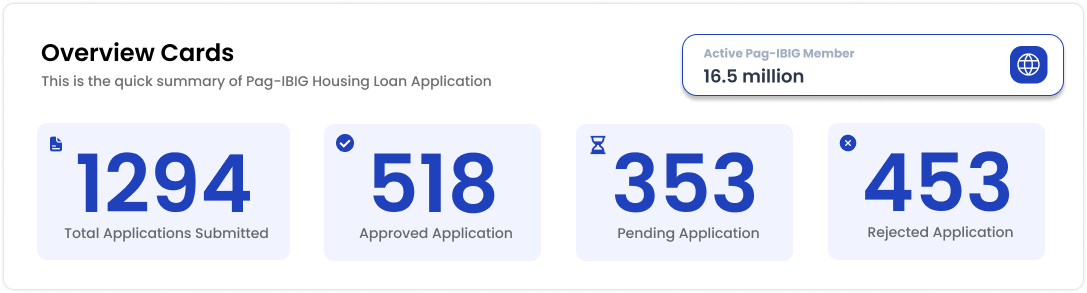 Overview Cards
This is the quick summary of Pag-IBIG Housing Loan Application
Active Pag-IBIG Member
16.5 million
1294
Total Applications Submitted
518
Approved Application
353
Pending Application
453
Rejected Application